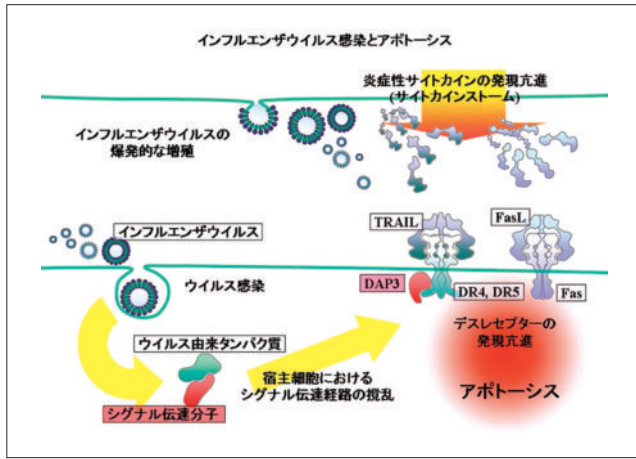 インフルエンザウイルス感染とアポトーシス
炎症性サイトカインの発現亢進
(サイトカインストーム)
インフルエンザウイルスの
爆発的な増殖
インフルエンザウイルス
TRAIL
FasL
ウイルス感染
DAP3
DR4, DR5
Fas
デスレセプターの
発現亢進
ウイルス由来タンパク質
宿主細胞における
シグナル伝達経路の撹乱
アポトーシス
シグナル伝達分子